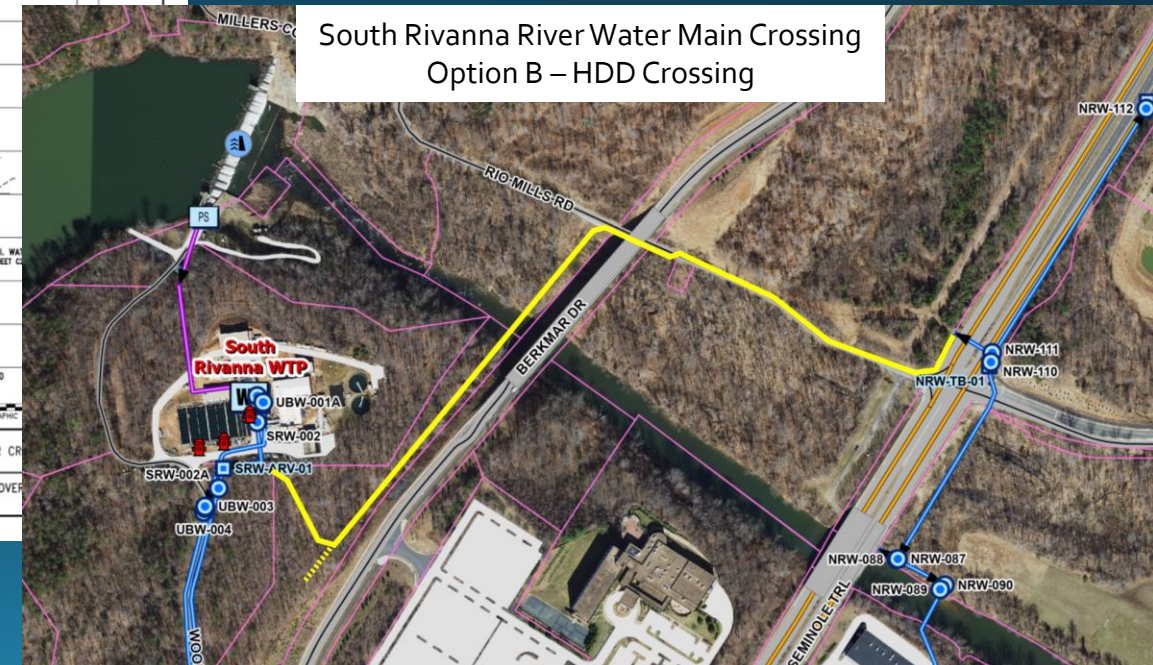 South Rivanna River Water Main Crossing
Option B – HDD Crossing
NRW-112
RIO MILLS RD
PS
BERKMAR DR
South
Rivanna WTP
NRW-111
NRW-110
NRW-TB-01
UBW-001A
SRW-002
SRW-ARV-01
SRW-002A
UBW-003
UBW-004
NRW-088
NRW-087
NRW-089
NRW-090
SEMINOLE TRL